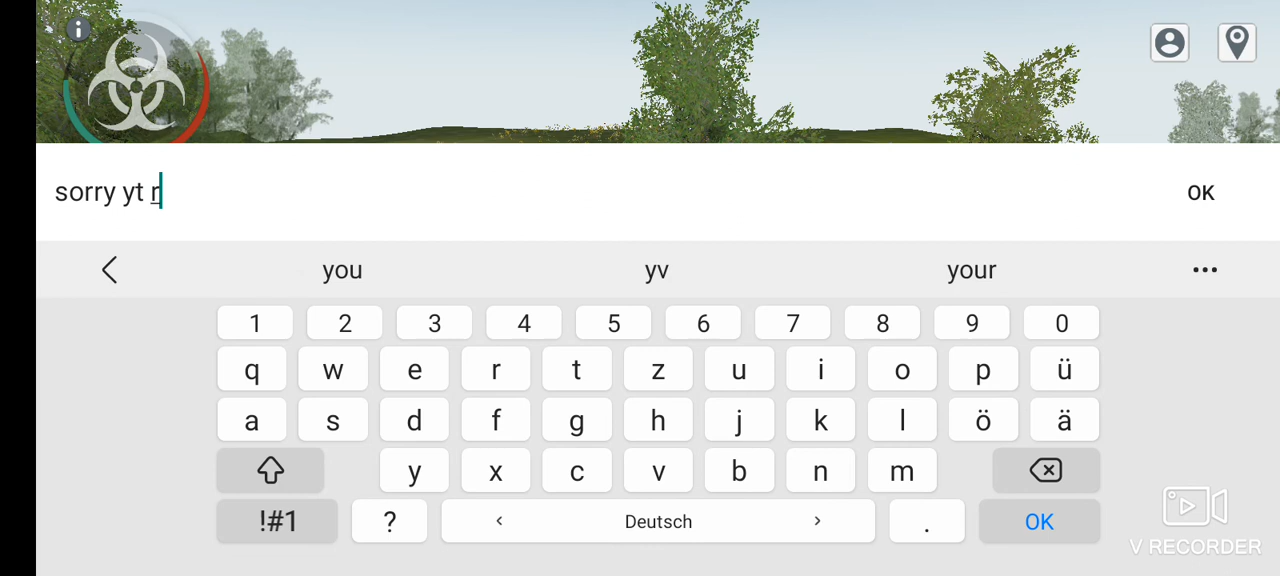 sorry yt r
OK
you yv your
1 2 3 4 5 6 7 8 9 0
q w e r t z u i o p ü
a s d f g h j k l ö ä
y x c v b n m
!#1 ? < Deutsch > . OK
V RECORDER